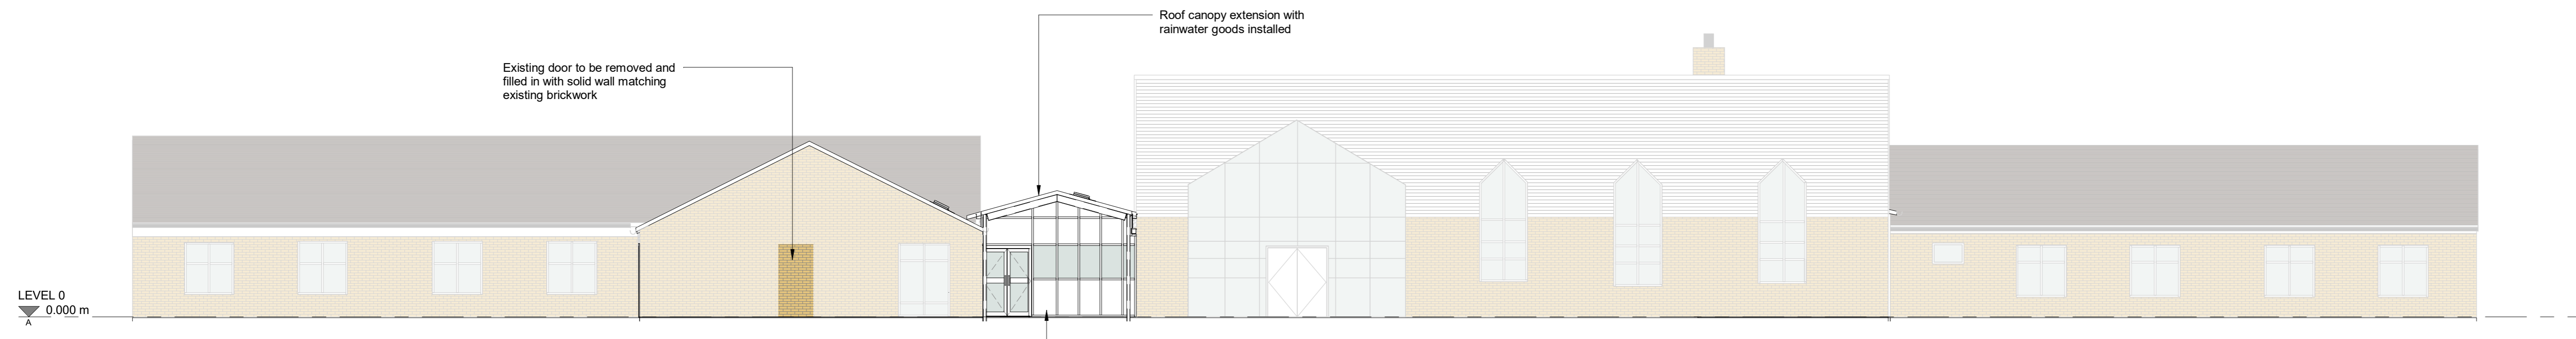 Roof canopy extension with
rainwater goods installed
Existing door to be removed and
filled in with solid wall matching
existing brickwork
LEVEL 0
0.000 m
A